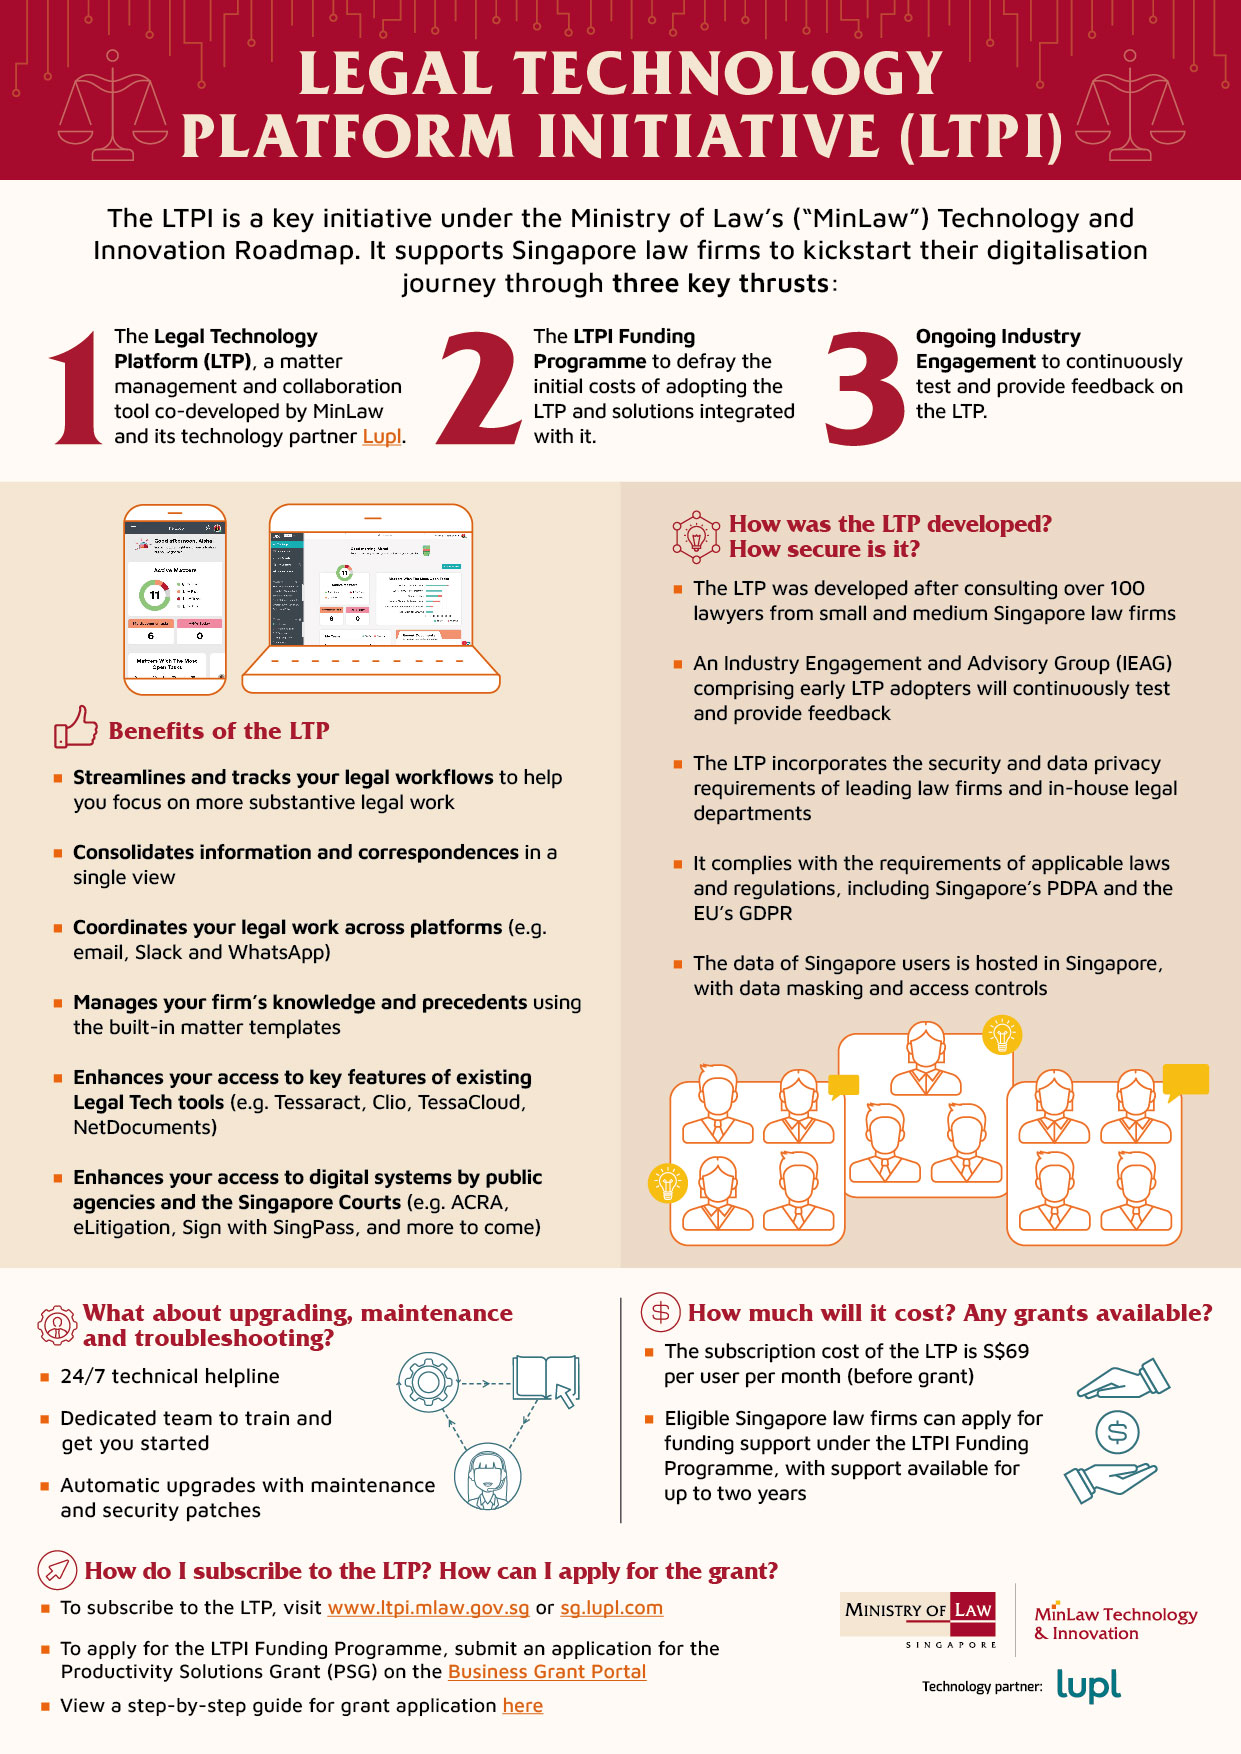 LEGAL TECHNOLOGY
PLATFORM INITIATIVE (LTPI)
The LTPI is a key initiative under the Ministry of Law’s (“MinLaw”) Technology and
Innovation Roadmap. It supports Singapore law firms to kickstart their digitalisation
journey through three key thrusts:
1
The Legal Technology
Platform (LTP), a matter
management and collaboration
tool co-developed by MinLaw
and its technology partner Lupl.
2
The LTPI Funding
Programme to defray the
initial costs of adopting the
LTP and solutions integrated
with it.
3
Ongoing Industry
Engagement to continuously
test and provide feedback on
the LTP.
Good afternoon, Aisha
Active Matters
11
6
0
Matters With The Most
Open Tasks
11
6
0
Benefits of the LTP
Streamlines and tracks your legal workflows to help
you focus on more substantive legal work
Consolidates information and correspondences in a
single view
Coordinates your legal work across platforms (e.g.
email, Slack and WhatsApp)
Manages your firm’s knowledge and precedents using
the built-in matter templates
Enhances your access to key features of existing
Legal Tech tools (e.g. Tessaract, Clio, TessaCloud,
NetDocuments)
Enhances your access to digital systems by public
agencies and the Singapore Courts (e.g. ACRA,
eLitigation, Sign with SingPass, and more to come)
How was the LTP developed?
How secure is it?
The LTP was developed after consulting over 100
lawyers from small and medium Singapore law firms
An Industry Engagement and Advisory Group (IEAG)
comprising early LTP adopters will continuously test
and provide feedback
The LTP incorporates the security and data privacy
requirements of leading law firms and in-house legal
departments
It complies with the requirements of applicable laws
and regulations, including Singapore’s PDPA and the
EU’s GDPR
The data of Singapore users is hosted in Singapore,
with data masking and access controls
What about upgrading, maintenance
and troubleshooting?
24/7 technical helpline
Dedicated team to train and
get you started
Automatic upgrades with maintenance
and security patches
$
How much will it cost? Any grants available?
The subscription cost of the LTP is S$69
per user per month (before grant)
Eligible Singapore law firms can apply for
funding support under the LTPI Funding
Programme, with support available for
up to two years
$
How do I subscribe to the LTP? How can I apply for the grant?
To subscribe to the LTP, visit www.ltpi.mlaw.gov.sg or sg.lupl.com
To apply for the LTPI Funding Programme, submit an application for the
Productivity Solutions Grant (PSG) on the Business Grant Portal
View a step-by-step guide for grant application here
MINISTRY OF LAW
SINGAPORE
MinLaw Technology
& Innovation
Technology partner: lupl